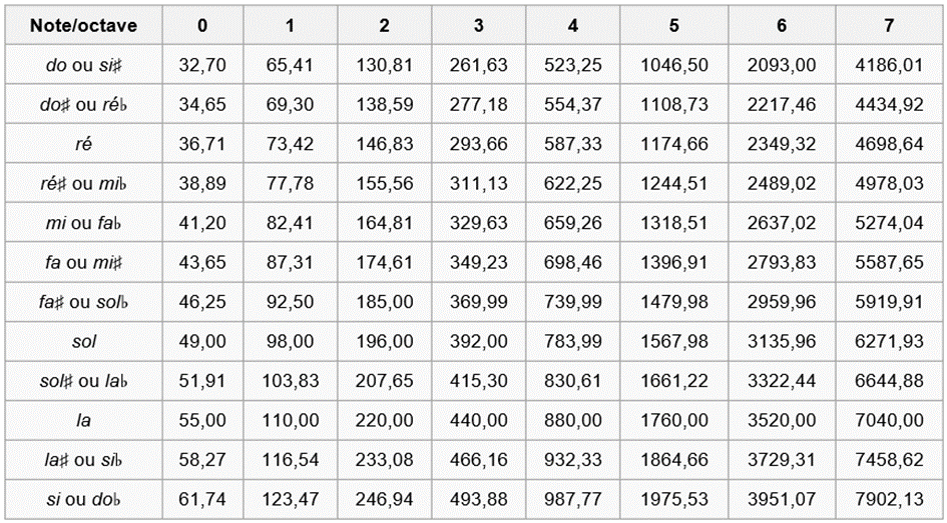 Note/octave 0 1 2 3 4 5 6 7
do ou si♯ 32,70 65,41 130,81 261,63 523,25 1046,50 2093,00 4186,01
do♯ ou ré♭ 34,65 69,30 138,59 277,18 554,37 1108,73 2217,46 4434,92
ré 36,71 73,42 146,83 293,66 587,33 1174,66 2349,32 4698,64
ré♯ ou mi♭ 38,89 77,78 155,56 311,13 622,25 1244,51 2489,02 4978,03
mi ou fa♭ 41,20 82,41 164,81 329,63 659,26 1318,51 2637,02 5274,04
fa ou mi♯ 43,65 87,31 174,61 349,23 698,46 1396,91 2793,83 5587,65
fa♯ ou sol♭ 46,25 92,50 185,00 369,99 739,99 1479,98 2959,96 5919,91
sol 49,00 98,00 196,00 392,00 783,99 1567,98 3135,96 6271,93
sol♯ ou la♭ 51,91 103,83 207,65 415,30 830,61 1661,22 3322,44 6644,88
la 55,00 110,00 220,00 440,00 880,00 1760,00 3520,00 7040,00
la♯ ou si♭ 58,27 116,54 233,08 466,16 932,33 1864,66 3729,31 7458,62
si ou do♭ 61,74 123,47 246,94 493,88 987,77 1975,53 3951,07 7902,13